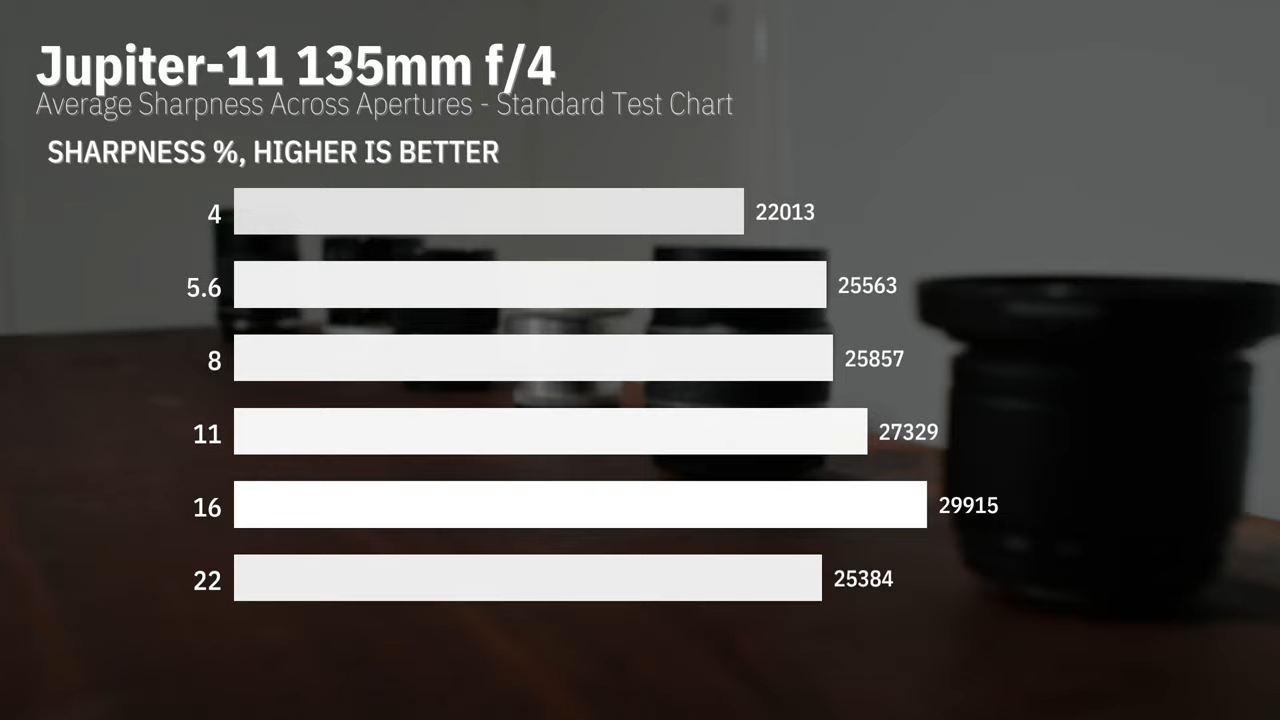 Jupiter-11 135mm f/4
Average Sharpness Across Apertures - Standard Test Chart
SHARPNESS %, HIGHER IS BETTER
4 22013
5.6 25563
8 25857
11 27329
16 29915
22 25384